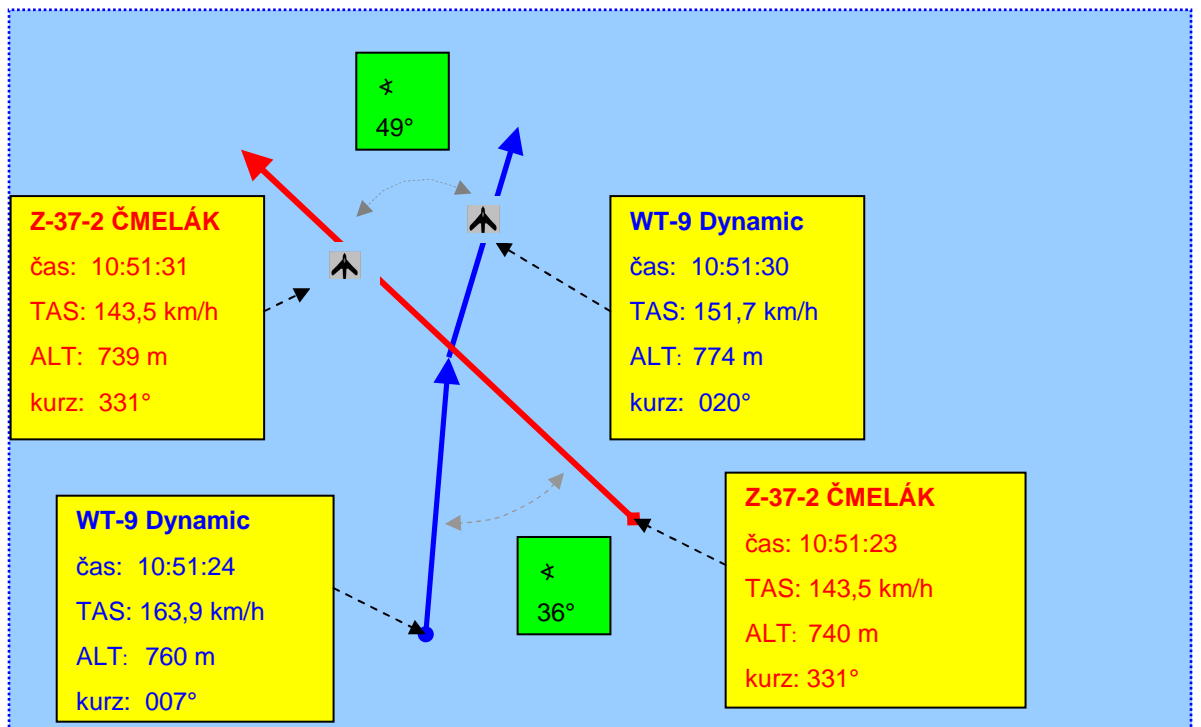 ∢
49°
Z-37-2 ČMELÁK
čas: 10:51:31
TAS: 143,5 km/h
ALT: 739 m
kurz: 331°
WT-9 Dynamic
čas: 10:51:30
TAS: 151,7 km/h
ALT: 774 m
kurz: 020°
WT-9 Dynamic
čas: 10:51:24
TAS: 163,9 km/h
ALT: 760 m
kurz: 007°
∢
36°
Z-37-2 ČMELÁK
čas: 10:51:23
TAS: 143,5 km/h
ALT: 740 m
kurz: 331°